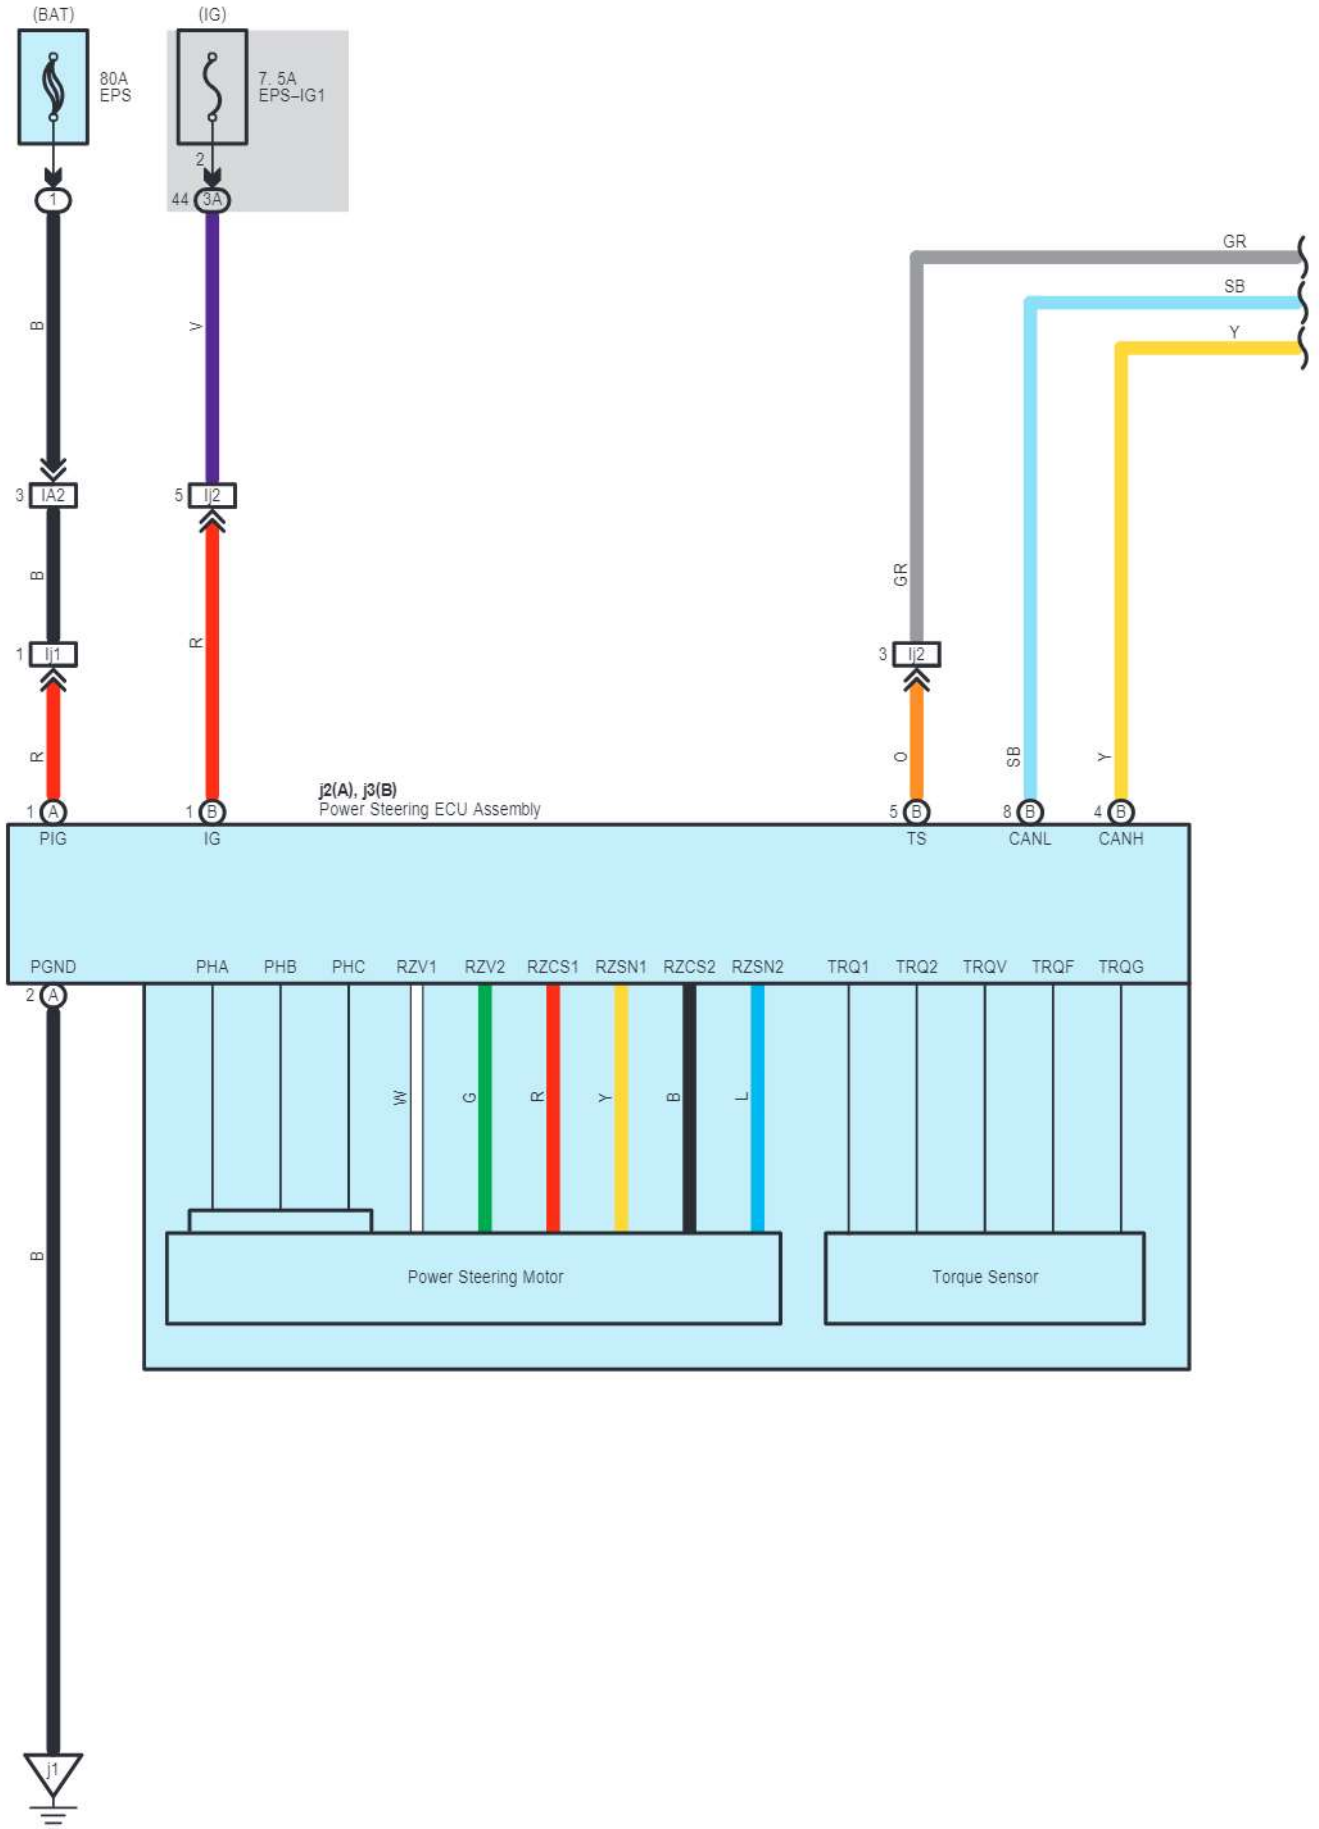 (BAT)
(IG)
80A
EPS
7. 5A
EPS–IG1
2
1
44 3A
GR
SB
Y
B
V
3 IA2
5 Ij2
B
GR
R
1 Ij1
3 Ij2
R
O
SB
Y
j2(A), j3(B)
Power Steering ECU Assembly
1 A
1 B
5 B
8 B
4 B
PIG
IG
TS
CANL
CANH
PGND
PHA
PHB
PHC
RZV1
RZV2
RZCS1
RZSN1
RZCS2
RZSN2
TRQ1
TRQ2
TRQV
TRQF
TRQG
2 A
W
G
R
Y
B
L
B
Power Steering Motor
Torque Sensor
j1